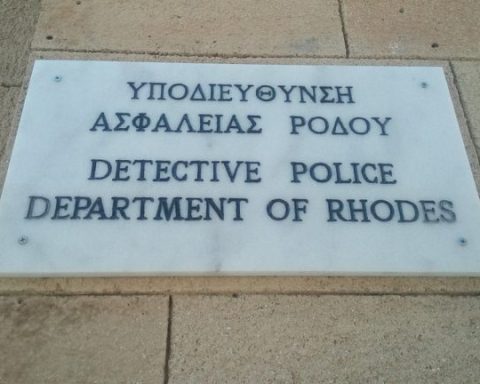 ΥΠΟΔΙΕΥΘΥΝΣΗ
ΑΣΦΑΛΕΙΑΣ ΡΟΔΟΥ
DETECTIVE POLICE
DEPARTMENT OF RHODES